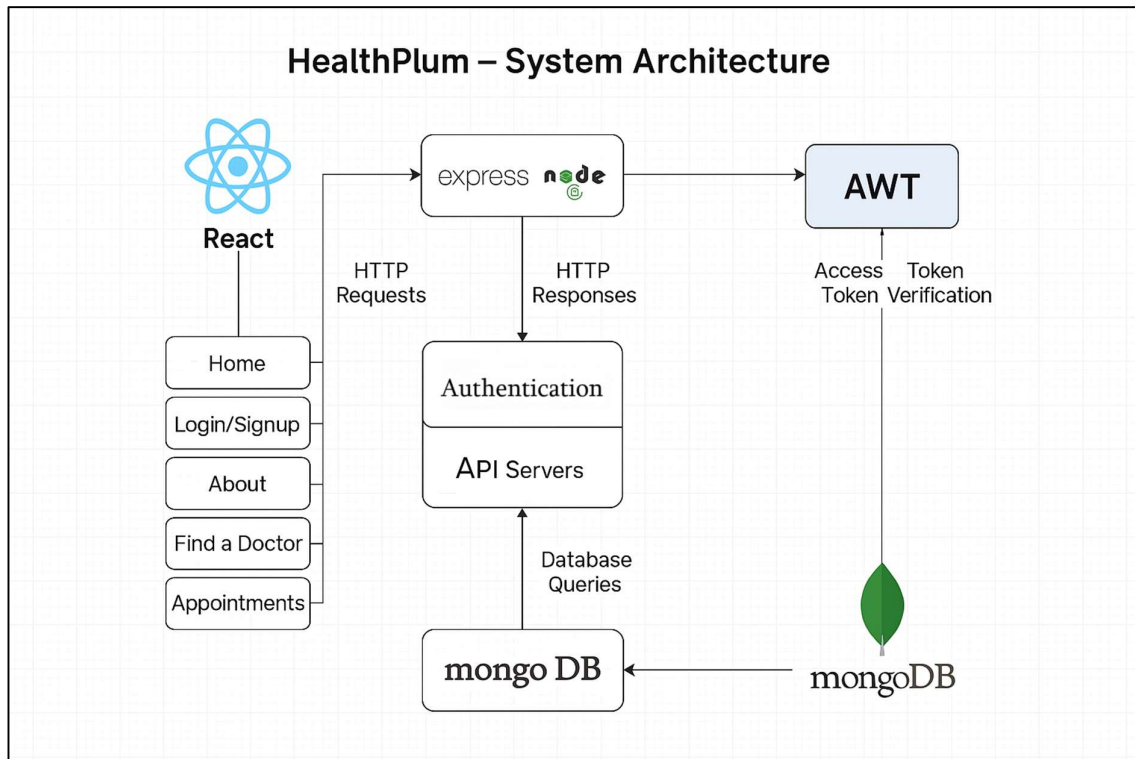 HealthPlum – System Architecture
React
Home
Login/Signup
About
Find a Doctor
Appointments
HTTP
Requests
express node
HTTP
Responses
Authentication
API Servers
Database
Queries
mongo DB
AWT
Access Token
Token Verification
mongoDB